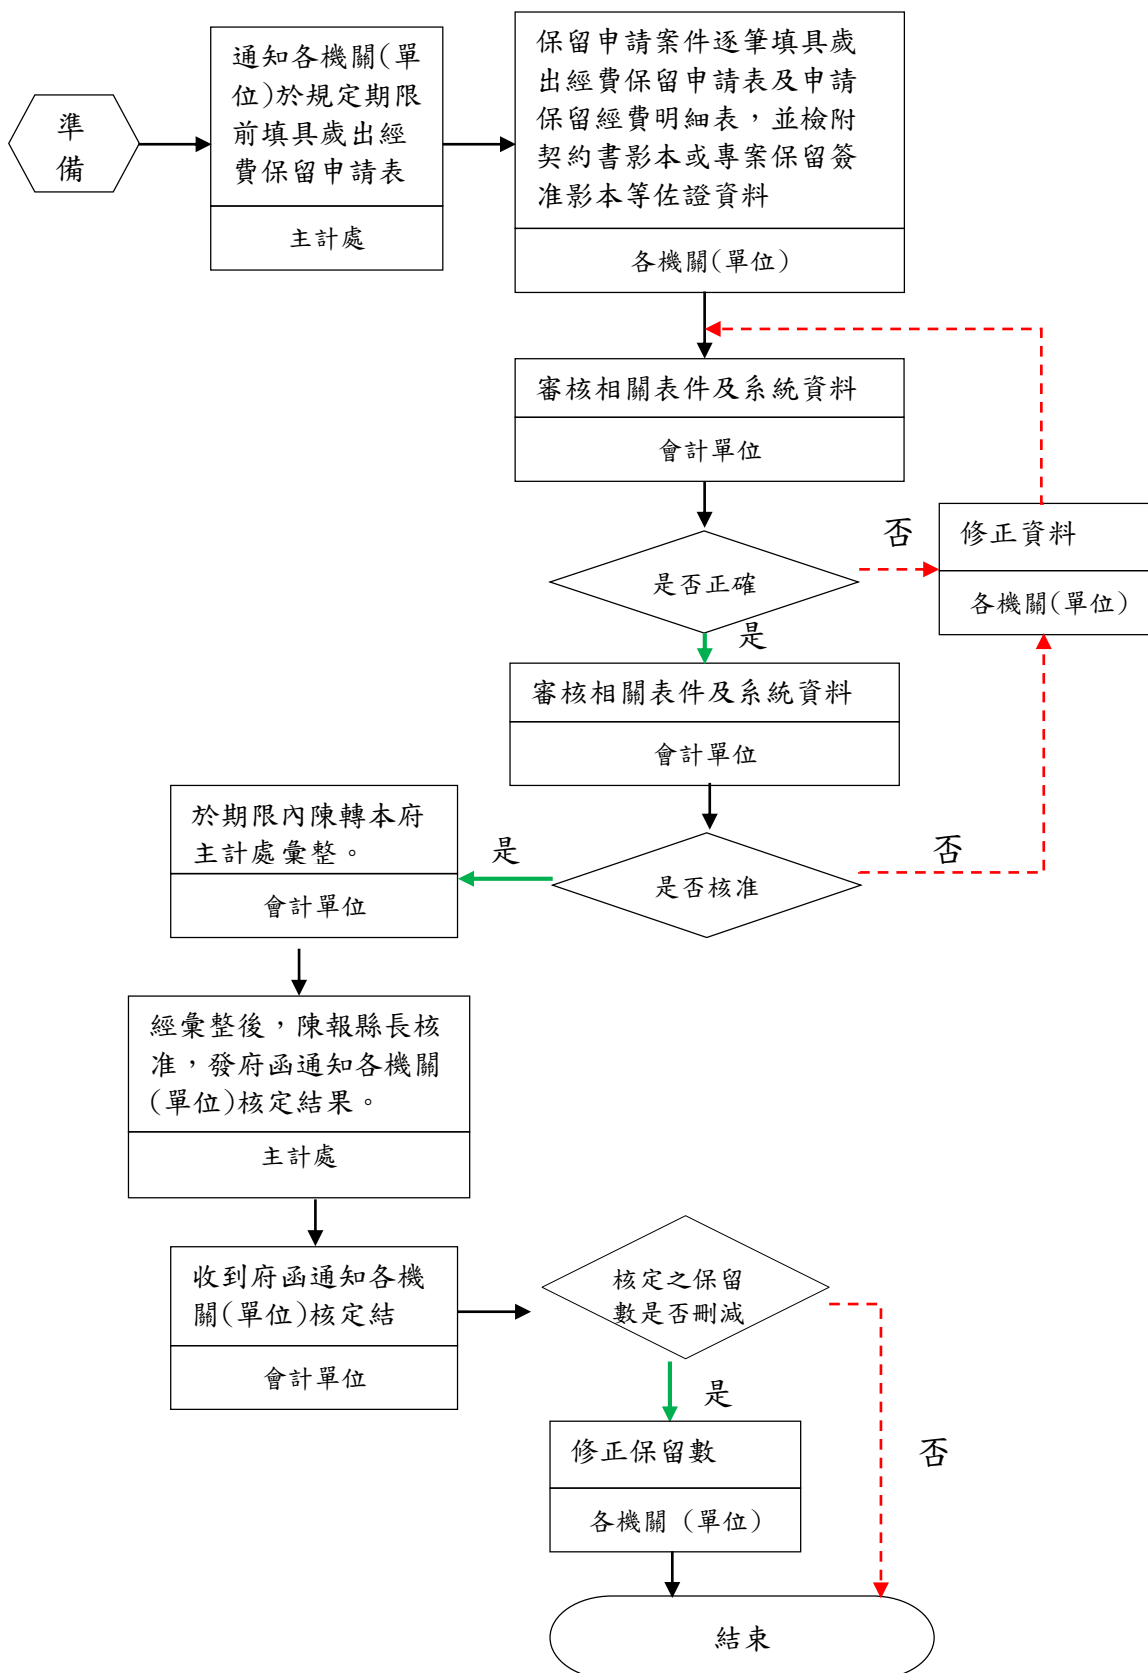 準
備
通知各機關(單
位)於規定期限
前填具歲出經
費保留申請表
主計處
保留申請案件逐筆填具歲
出經費保留申請表及申請
保留經費明細表，並檢附
契約書影本或專案保留簽
准影本等佐證資料
各機關(單位)
審核相關表件及系統資料
會計單位
是否正確
否
修正資料
各機關(單位)
是
審核相關表件及系統資料
會計單位
是否核准
否
是
於期限內陳轉本府
主計處彙整。
會計單位
經彙整後，陳報縣長核
准，發府函通知各機關
(單位)核定結果。
主計處
收到府函通知各機
關(單位)核定結
會計單位
核定之保留
數是否刪減
是
否
修正保留數
各機關 (單位)
結束